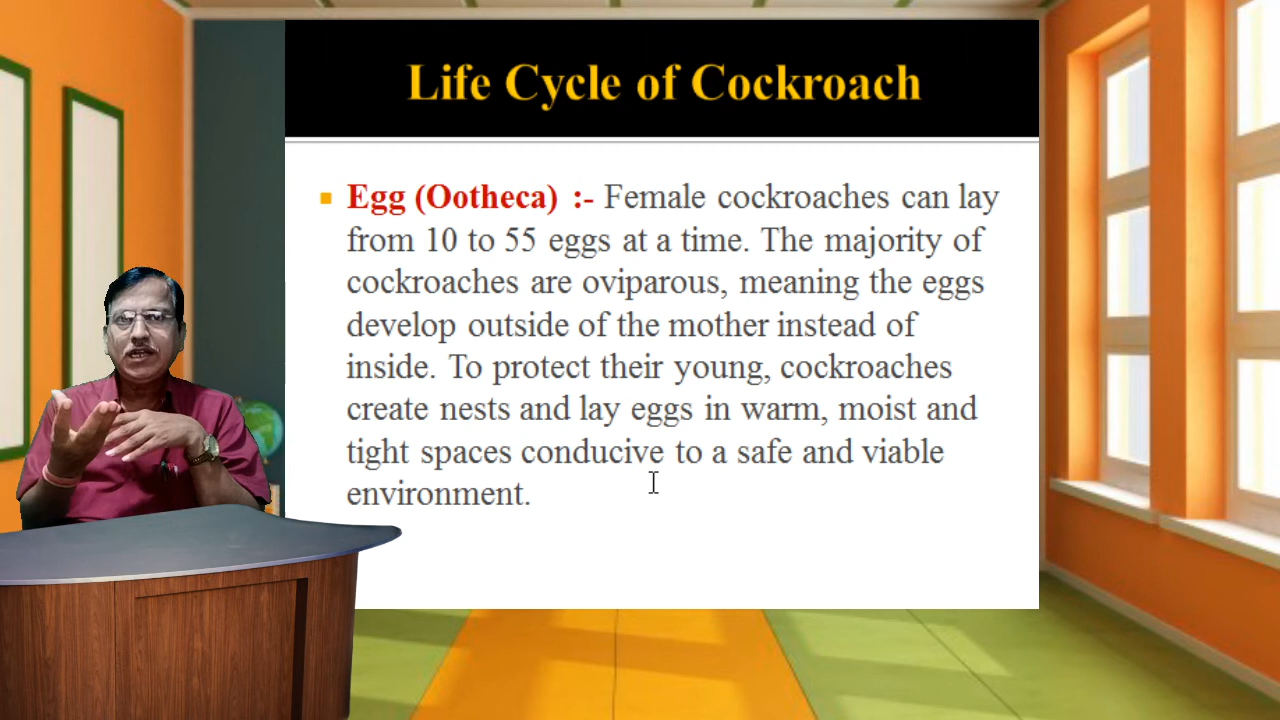 Life Cycle of Cockroach
Egg (Ootheca) :- Female cockroaches can lay
from 10 to 55 eggs at a time. The majority of
cockroaches are oviparous, meaning the eggs
develop outside of the mother instead of
inside. To protect their young, cockroaches
create nests and lay eggs in warm, moist and
tight spaces conducive to a safe and viable
environment.